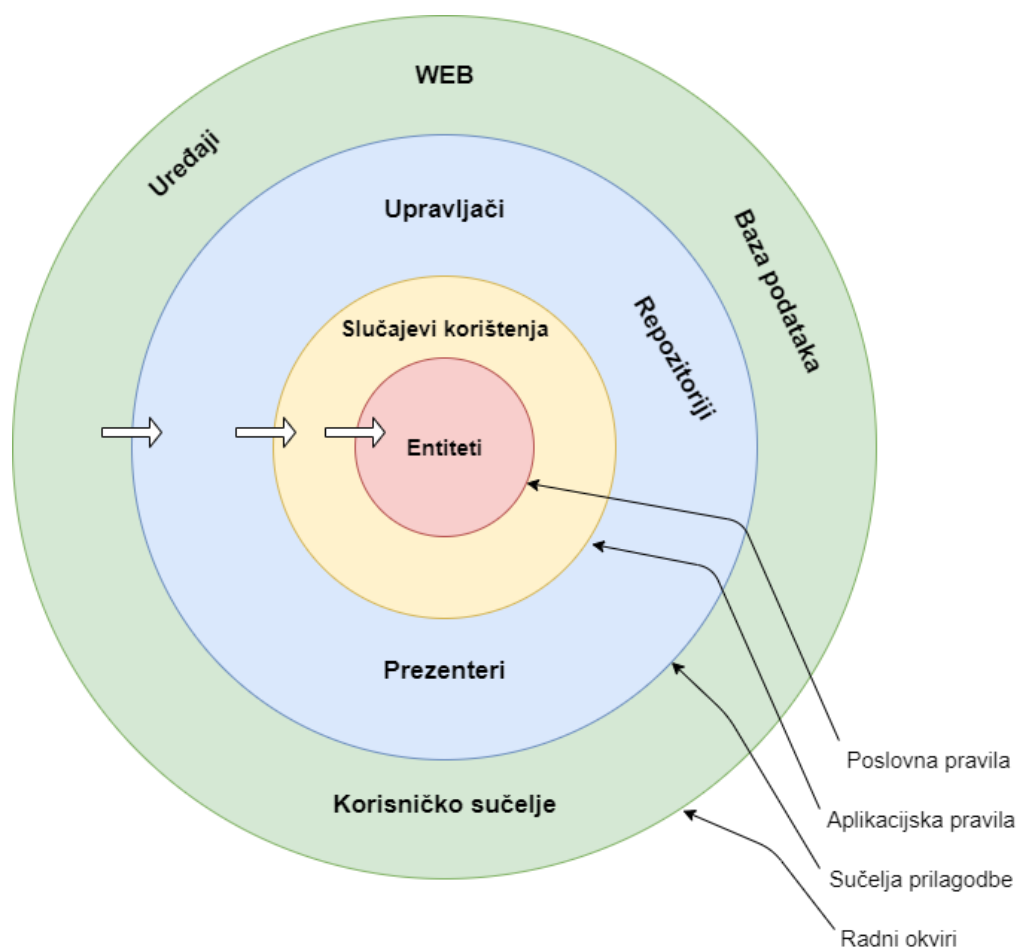 WEB
Uređaji
Upravljači
Baza podataka
Repozitoriji
Slučajevi korištenja
Entiteti
Prezenteri
Korisničko sučelje
Poslovna pravila
Aplikacijska pravila
Sučelja prilagodbe
Radni okviri